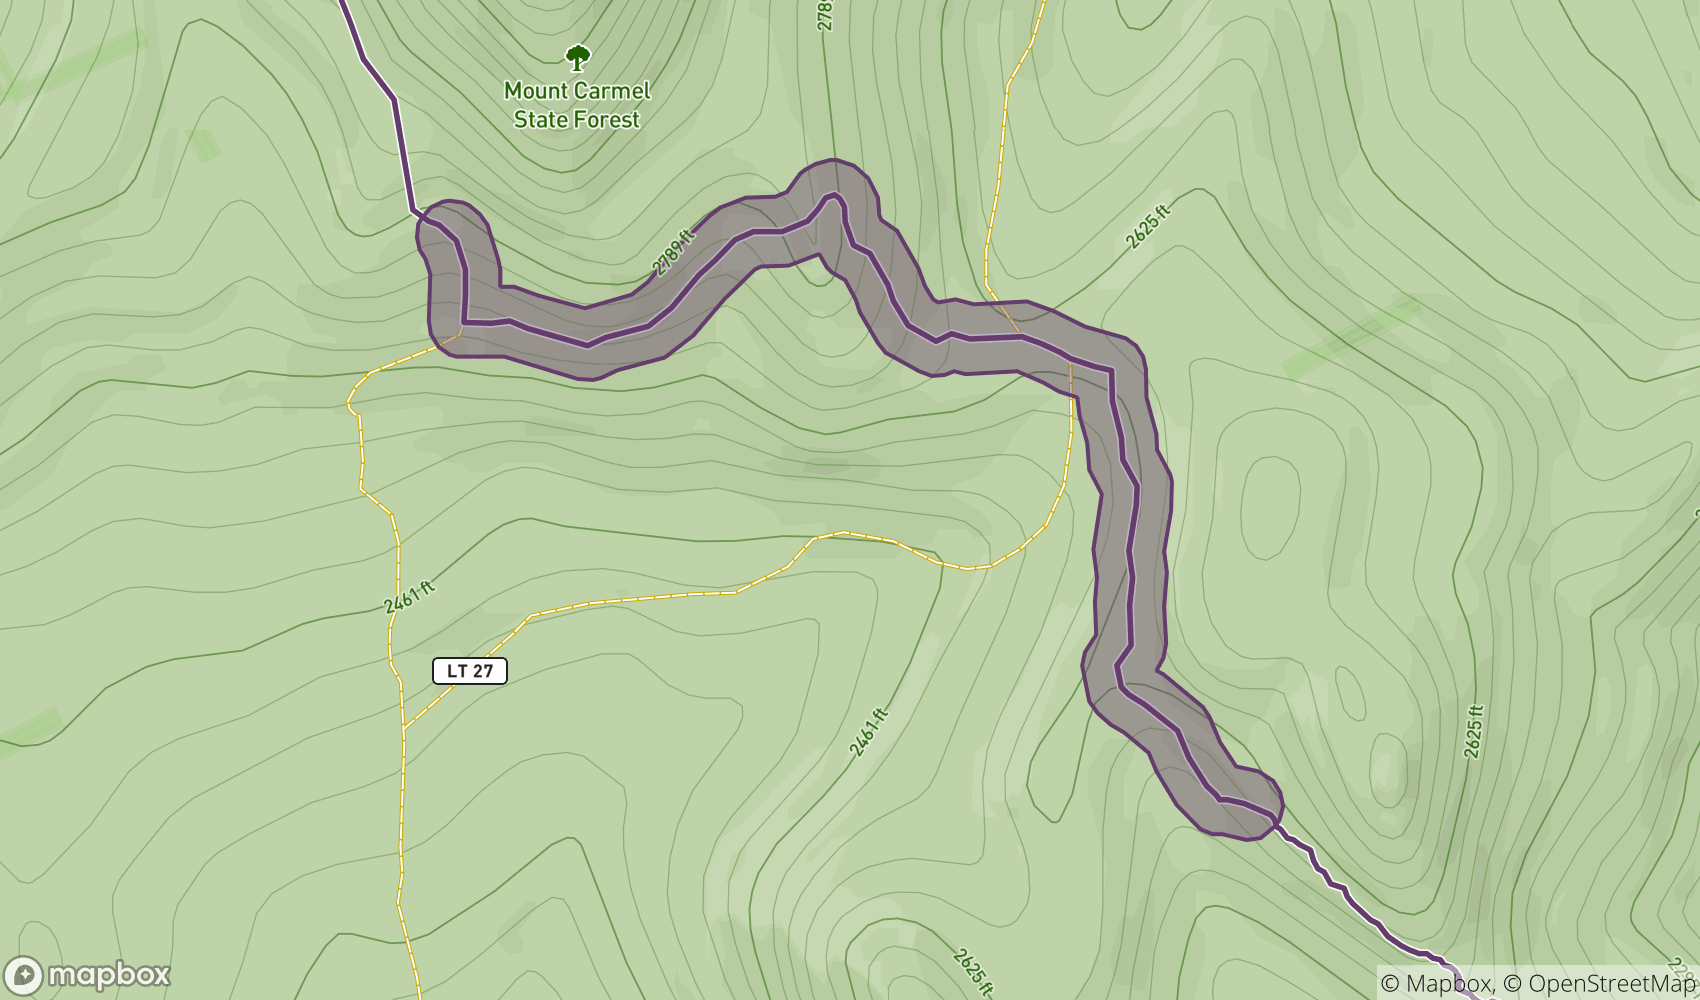 2789
Mount Carmel
State Forest
2625 ft
2789 ft
2461 ft
LT 27
2461 ft
2625 ft
2625 ft
mapbox
© Mapbox, © OpenStreetMap